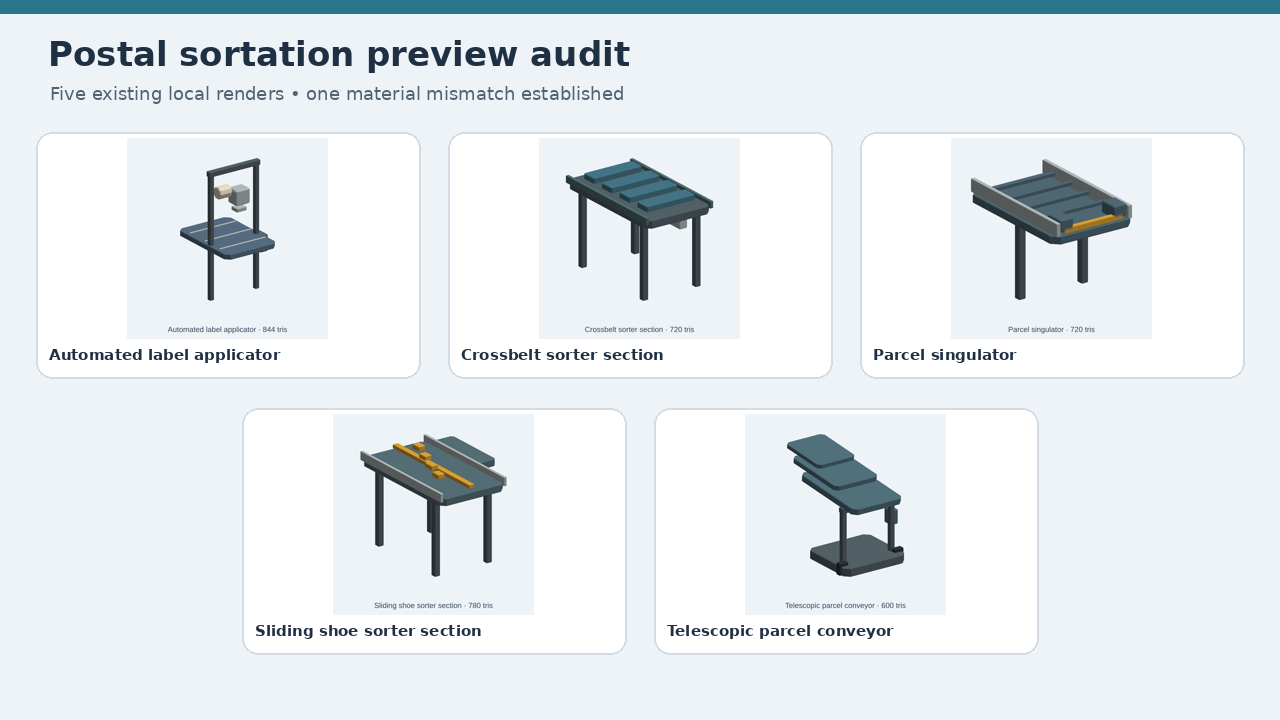 Postal sortation preview audit
Five existing local renders • one material mismatch established
Automated label applicator · 844 tris
Automated label applicator
Crossbelt sorter section · 720 tris
Crossbelt sorter section
Parcel singulator · 720 tris
Parcel singulator
Sliding shoe sorter section · 780 tris
Sliding shoe sorter section
Telescopic parcel conveyor · 600 tris
Telescopic parcel conveyor